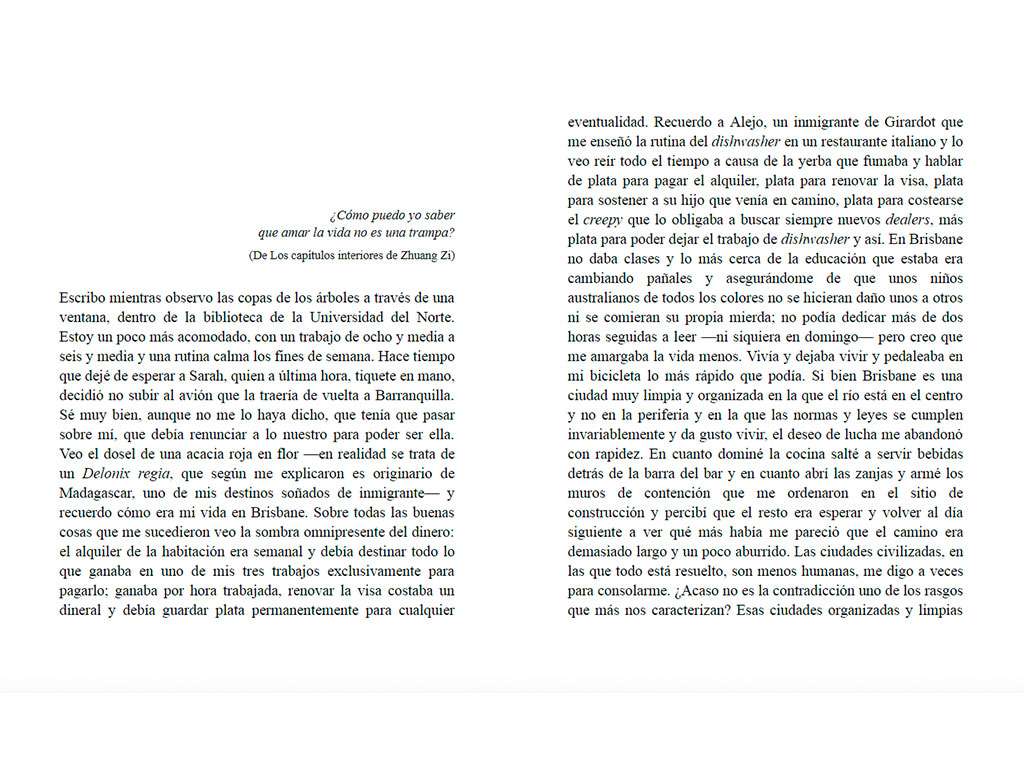 ¿Cómo puedo yo saber
que amar la vida no es una trampa?
(De Los capítulos interiores de Zhuang Zi)
Escribo mientras observo las copas de los árboles a través de una
ventana, dentro de la biblioteca de la Universidad del Norte.
Estoy un poco más acomodado, con un trabajo de ocho y media a
seis y media y una rutina calma los fines de semana. Hace tiempo
que dejé de esperar a Sarah, quien a última hora, tiquete en mano,
decidió no subir al avión que la traería de vuelta a Barranquilla.
Sé muy bien, aunque no me lo haya dicho, que tenía que pasar
sobre mí, que debía renunciar a lo nuestro para poder ser ella.
Veo el dosel de una acacia roja en flor —en realidad se trata de
un Delonix regia, que según me explicaron es originario de
Madagascar, uno de mis destinos soñados de inmigrante— y
recuerdo cómo era mi vida en Brisbane. Sobre todas las buenas
cosas que me sucedieron veo la sombra omnipresente del dinero:
el alquiler de la habitación era semanal y debía destinar todo lo
que ganaba en uno de mis tres trabajos exclusivamente para
pagarlo; ganaba por hora trabajada, renovar la visa costaba un
dineral y debía guardar plata permanentemente para cualquier
eventualidad. Recuerdo a Alejo, un inmigrante de Girardot que
me enseñó la rutina del dishwasher en un restaurante italiano y lo
veo reír todo el tiempo a causa de la yerba que fumaba y hablar
de plata para pagar el alquiler, plata para renovar la visa, plata
para sostener a su hijo que venía en camino, plata para costearse
el creepy que lo obligaba a buscar siempre nuevos dealers, más
plata para poder dejar el trabajo de dishwasher y así. En Brisbane
no daba clases y lo más cerca de la educación que estaba era
cambiando pañales y asegurándome de que unos niños
australianos de todos los colores no se hicieran daño unos a otros
ni se comieran su propia mierda; no podía dedicar más de dos
horas seguidas a leer —ni siquiera en domingo— pero creo que
me amargaba la vida menos. Vivía y dejaba vivir y pedaleaba en
mi bicicleta lo más rápido que podía. Si bien Brisbane es una
ciudad muy limpia y organizada en la que el río está en el centro
y no en la periferia y en la que las normas y leyes se cumplen
invariablemente y da gusto vivir, el deseo de lucha me abandonó
con rapidez. En cuanto dominé la cocina salté a servir bebidas
detrás de la barra del bar y en cuanto abrí las zanjas y armé los
muros de contención que me ordenaron en el sitio de
construcción y percibí que el resto era esperar y volver al día
siguiente a ver qué más había me pareció que el camino era
demasiado largo y un poco aburrido. Las ciudades civilizadas, en
las que todo está resuelto, son menos humanas, me digo a veces
para consolarme. ¿Acaso no es la contradicción uno de los rasgos
que más nos caracterizan? Esas ciudades organizadas y limpias